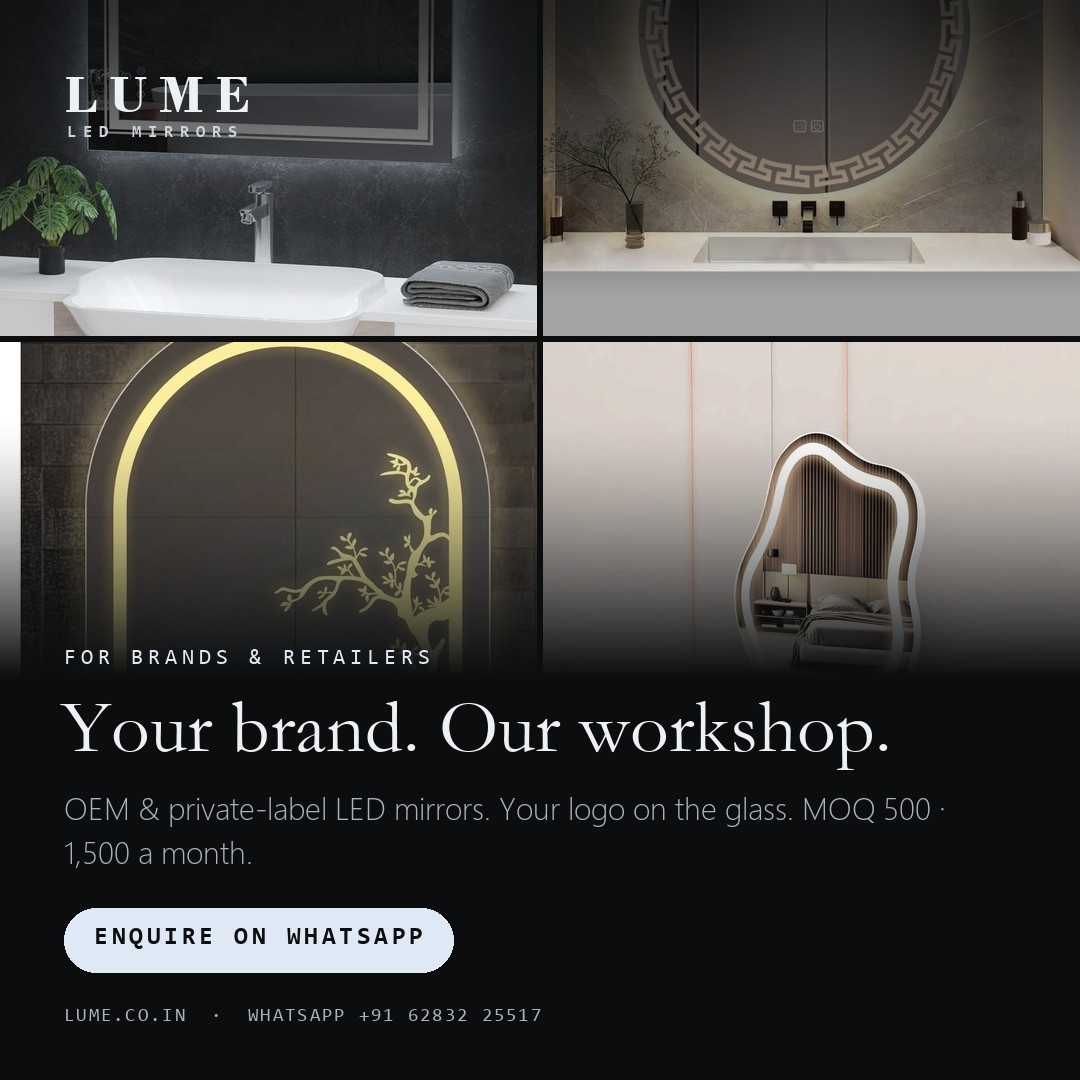 LUME
LED MIRRORS
FOR BRANDS & RETAILERS
Your brand. Our workshop.
OEM & private-label LED mirrors. Your logo on the glass. MOQ 500 ·
1,500 a month.
ENQUIRE ON WHATSAPP
LUME.CO.IN · WHATSAPP +91 62832 25517